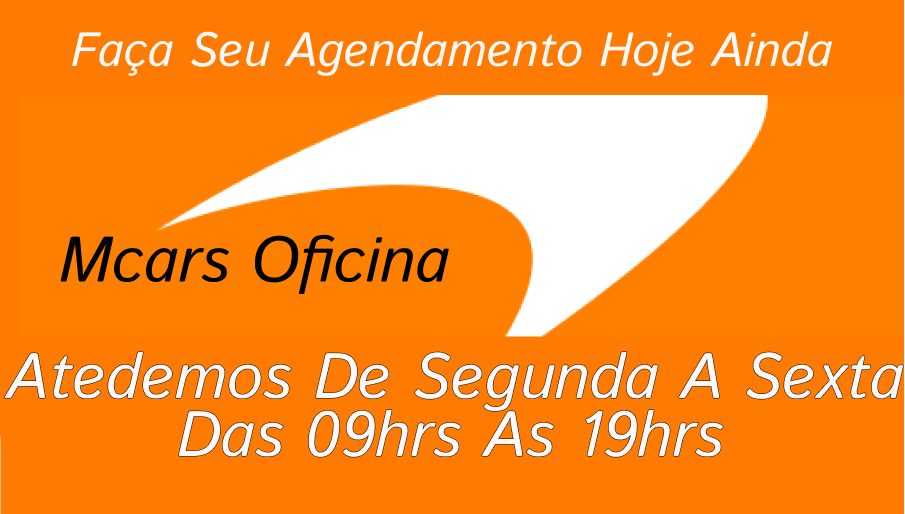 Faça Seu Agendamento Hoje Ainda
Mcars Oficina
Atedemos De Segunda A Sexta
Das 09hrs As 19hrs